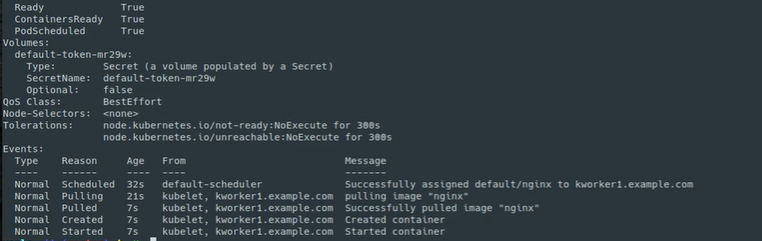 Ready True
ContainersReady True
PodScheduled True
Volumes:
default-token-mr29w:
Type: Secret (a volume populated by a Secret)
SecretName: default-token-mr29w
Optional: false
QoS Class: BestEffort
Node-Selectors: <none>
Tolerations: node.kubernetes.io/not-ready:NoExecute for 300s
node.kubernetes.io/unreachable:NoExecute for 300s
Events:
Type Reason Age From Message
---- ------ ---- ---- -------
Normal Scheduled 32s default-scheduler Successfully assigned default/nginx to kworker1.example.com
Normal Pulling 21s kubelet, kworker1.example.com pulling image "nginx"
Normal Pulled 7s kubelet, kworker1.example.com Successfully pulled image "nginx"
Normal Created 7s kubelet, kworker1.example.com Created container
Normal Started 7s kubelet, kworker1.example.com Started container